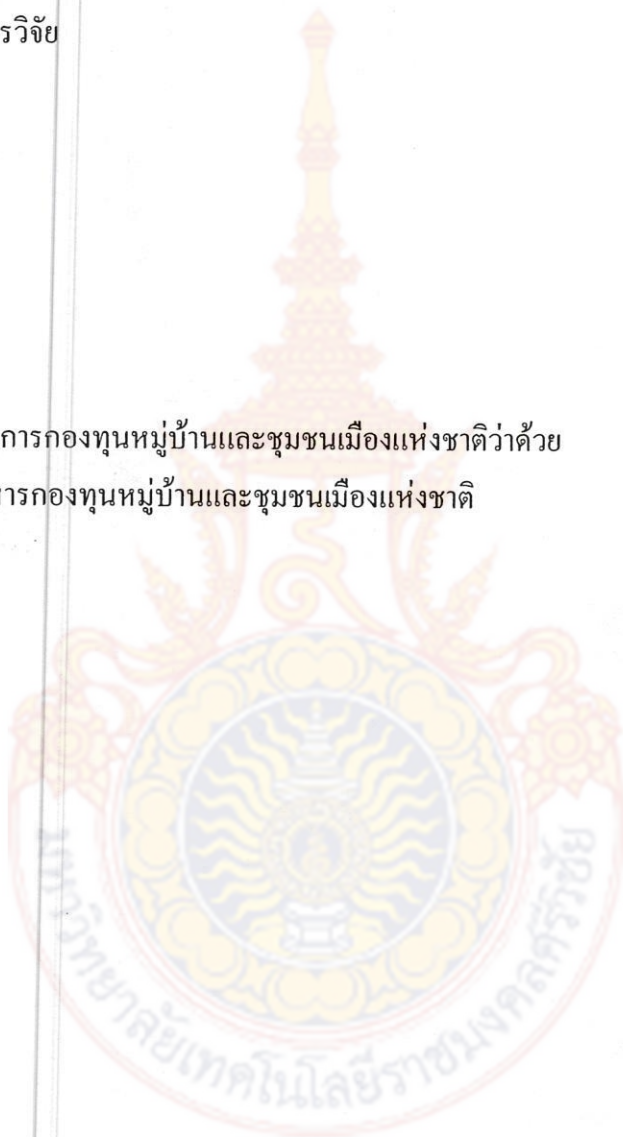 รวิจัย
การกองทุนหมู่บ้านและชุมชนเมืองแห่งชาติว่าด้วย
ารกองทุนหมู่บ้านและชุมชนเมืองแห่งชาติ
มหาวิทยาลัยเทคโนโลยีราชมงคลศรีวิชัย